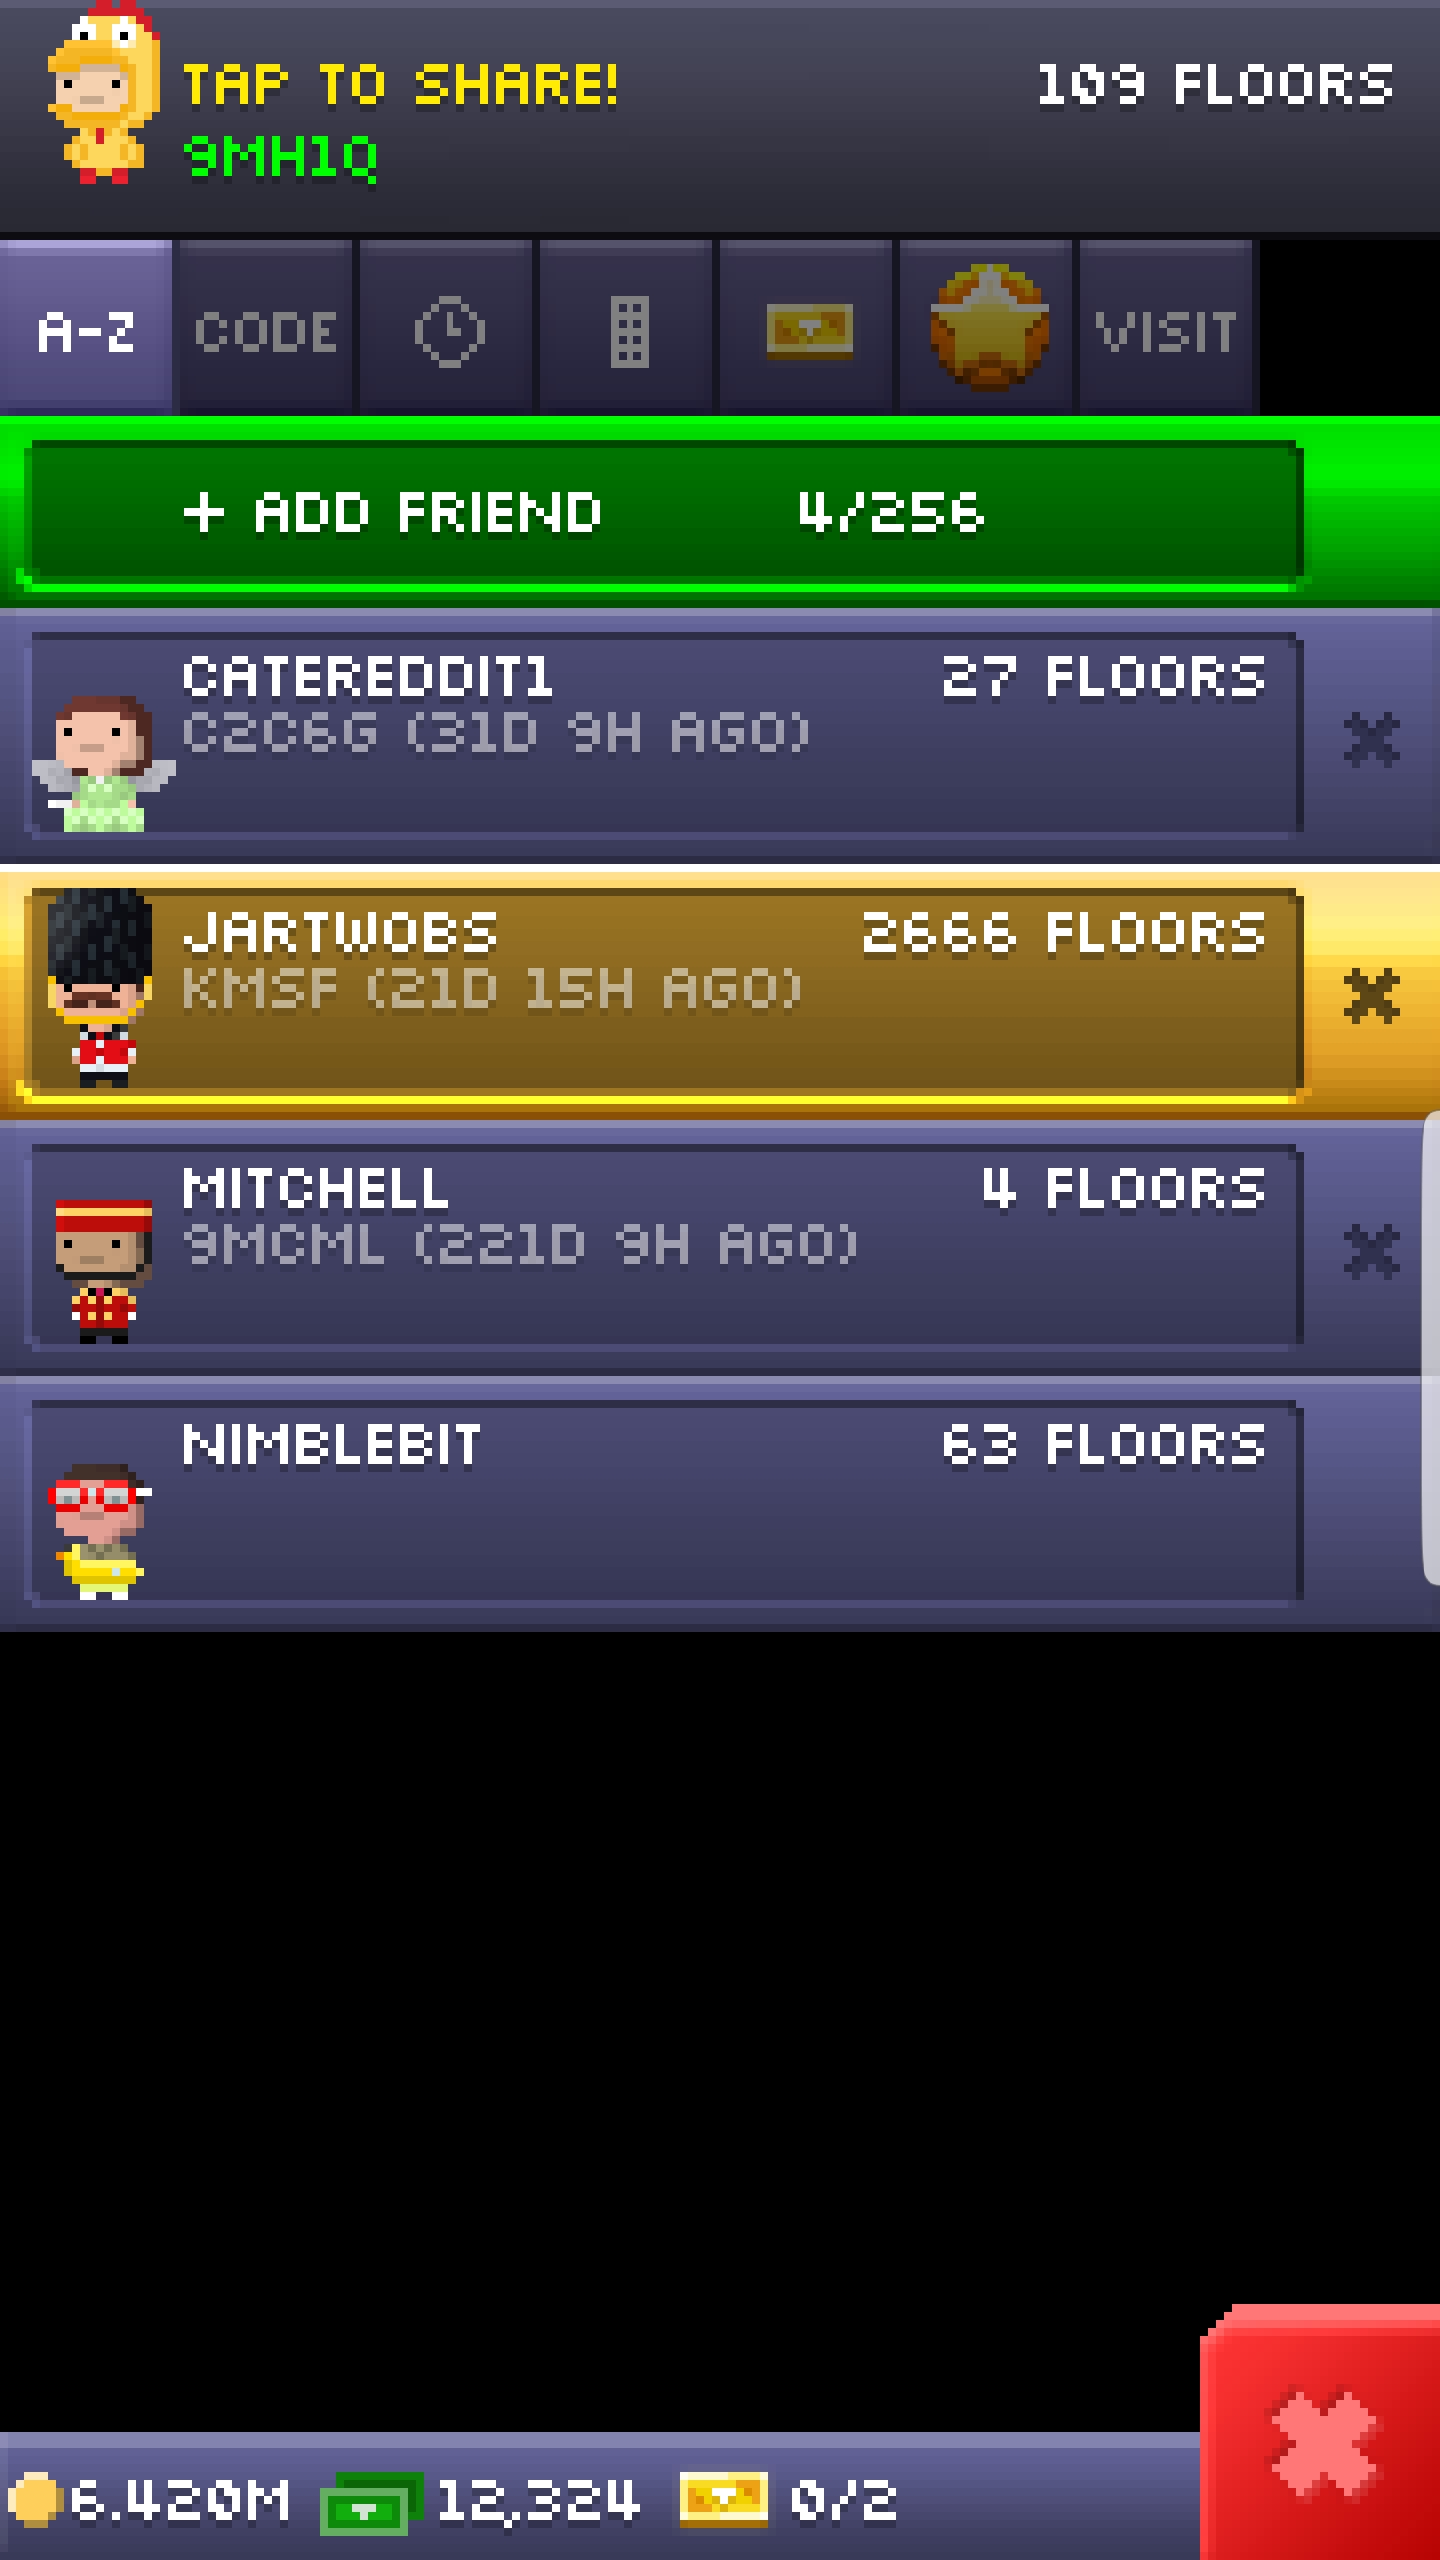 TAP TO SHARE! 109 FLOORS
9MH1Q
A-Z CODE VISIT
+ ADD FRIEND 4/256
CATEREDDIT1 27 FLOORS
C2C6G (31D 9H AGO)
JARTWOBS 2666 FLOORS
KMSF (21D 15H AGO)
MITCHELL 4 FLOORS
9MCML (221D 9H AGO)
NIMBLEBIT 63 FLOORS
6.420M 12,324 0/2